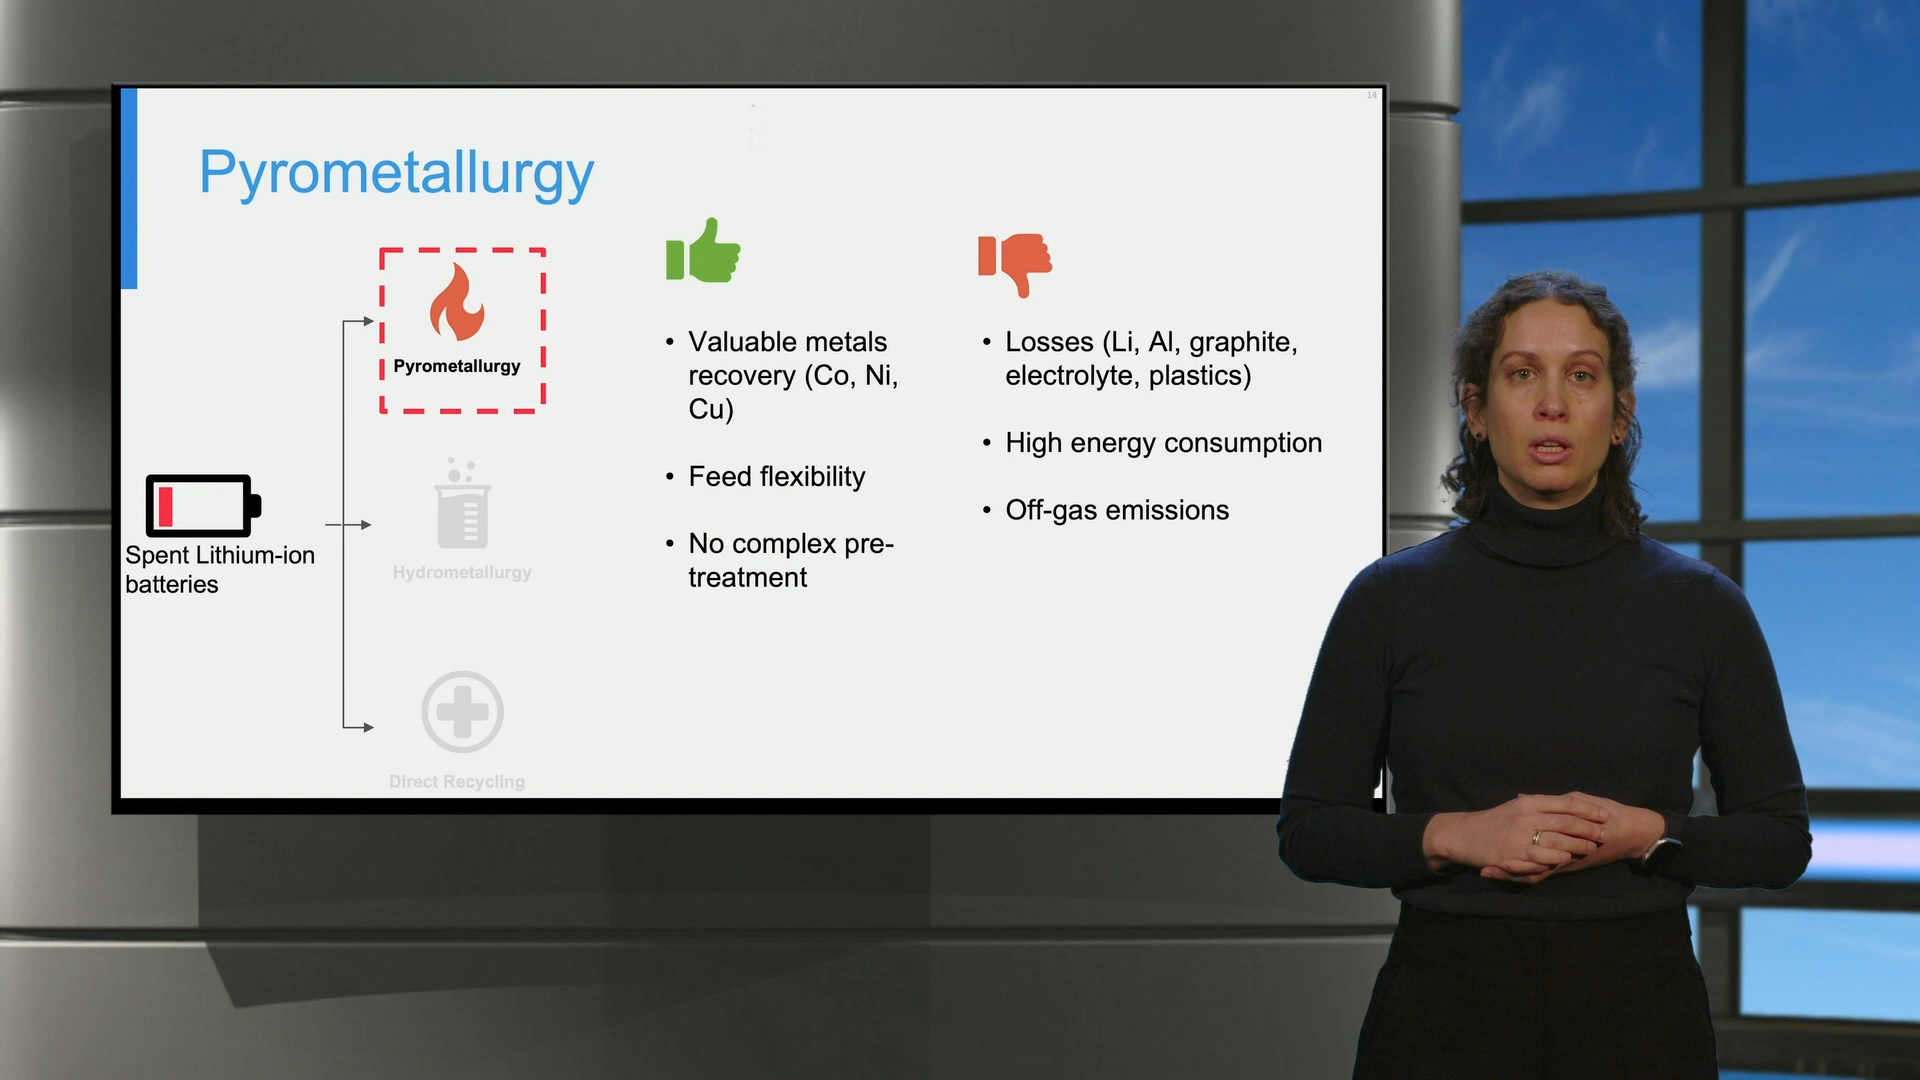 14
Pyrometallurgy
Pyrometallurgy
Spent Lithium-ion
batteries
Hydrometallurgy
Direct Recycling
• Valuable metals
recovery (Co, Ni,
Cu)
• Feed flexibility
• No complex pre-
treatment
• Losses (Li, Al, graphite,
electrolyte, plastics)
• High energy consumption
• Off-gas emissions